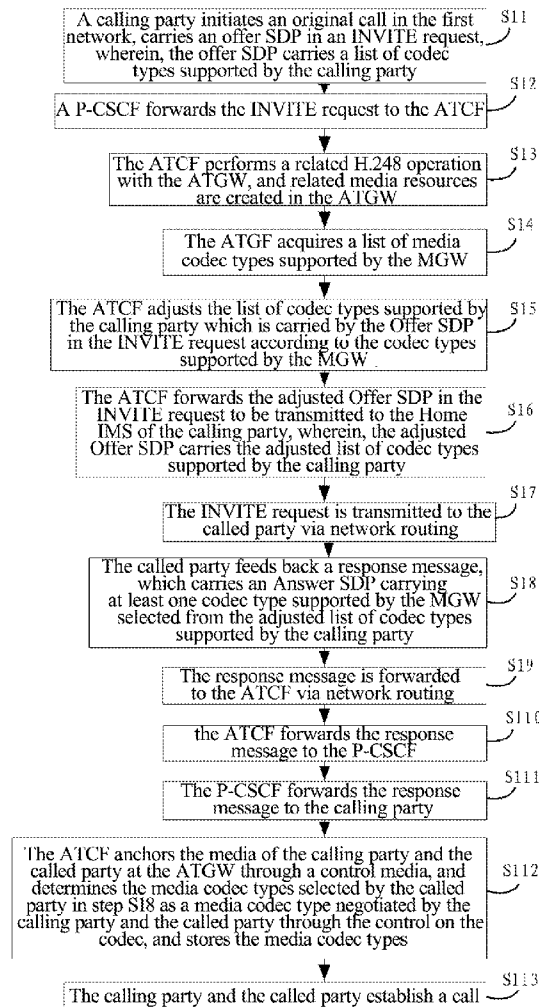 A calling party initiates an original call in the first
network, carries an offer SDP in an INVITE request,
wherein, the offer SDP carries a list of codec
types supported by the calling party
S11
A P-CSCF forwards the INVITE request to the ATCF
S12
The ATCF performs a related H.248 operation
with the ATGW, and related media resources
are created in the ATGW
S13
The ATGF acquires a list of media
codec types supported by the MGW
S14
The ATCF adjusts the list of codec types supported by
the calling party which is carried by the Offer SDP
in the INVITE request according to the codec types
supported by the MGW
S15
The ATCF forwards the adjusted Offer SDP in the
INVITE request to be transmitted to the Home
IMS of the calling party, wherein, the adjusted
Offer SDP carries the adjusted list of codec types
supported by the calling party
S16
The INVITE request is transmitted to the
called party via network routing
S17
The called party feeds back a response message,
which carries an Answer SDP carrying
at least one codec type supported by the MGW
selected from the adjusted list of codec types
supported by the calling party
S18
The response message is forwarded
to the ATCF via network routing
S19
the ATCF forwards the response
message to the P-CSCF
S110
The P-CSCF forwards the response
message to the calling party
S111
The ATCF anchors the media of the calling party and the
called party at the ATGW through a control media, and
determines the media codec types selected by the called
party in step S18 as a media codec type negotiated by the
calling party and the called party through the control on the
codec, and stores the media codec types
S112
The calling party and the called party establish a call
S113